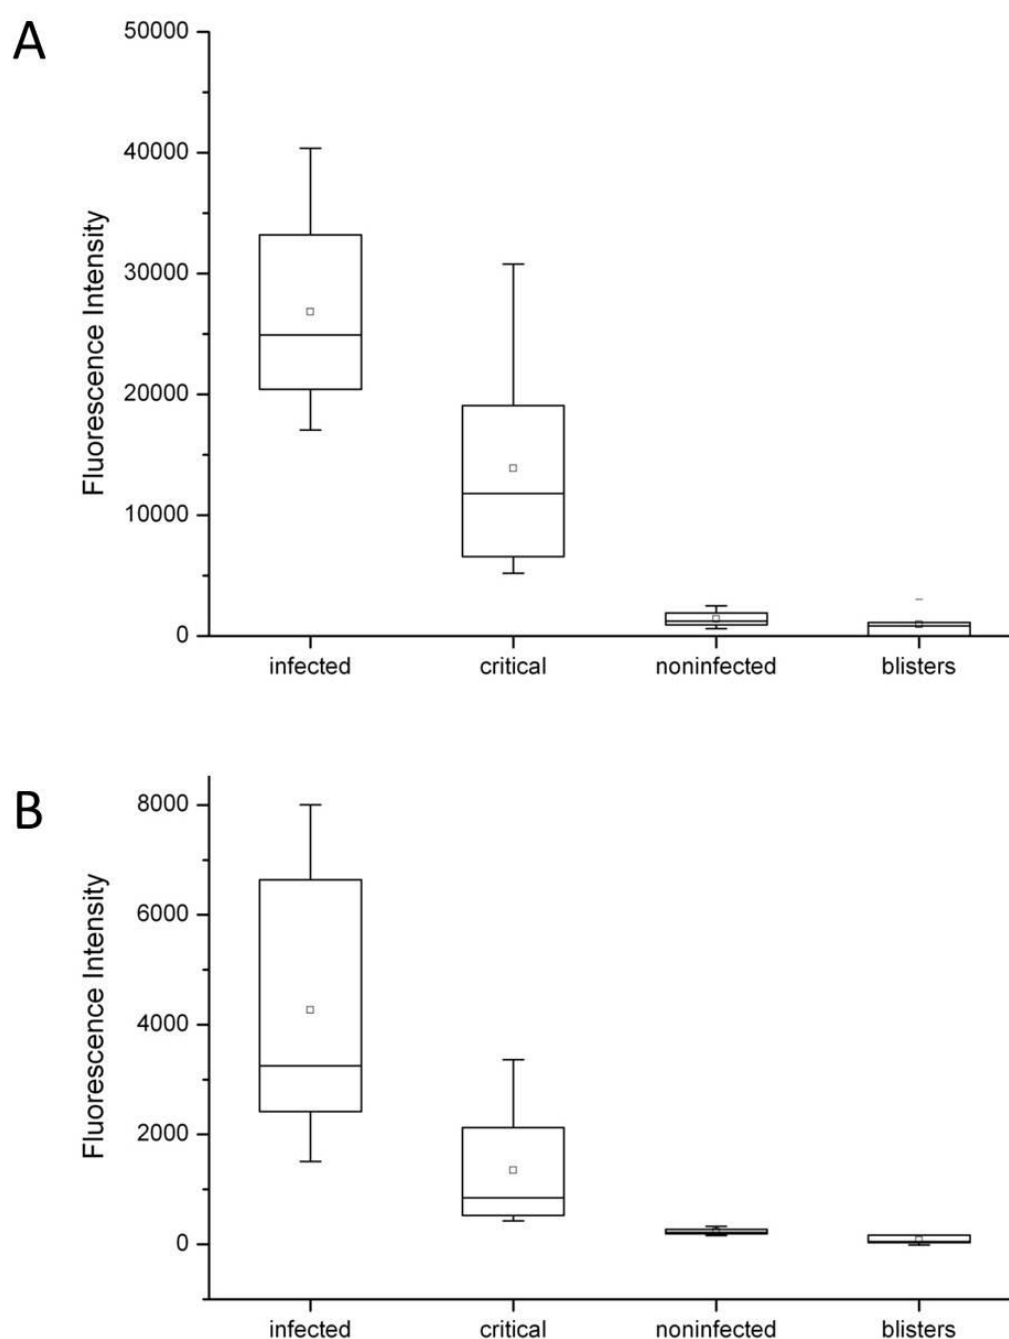 A
50000
40000
30000
20000
10000
0
Fluorescence Intensity
infected critical noninfected blisters
B
8000
6000
4000
2000
0
Fluorescence Intensity
infected critical noninfected blisters